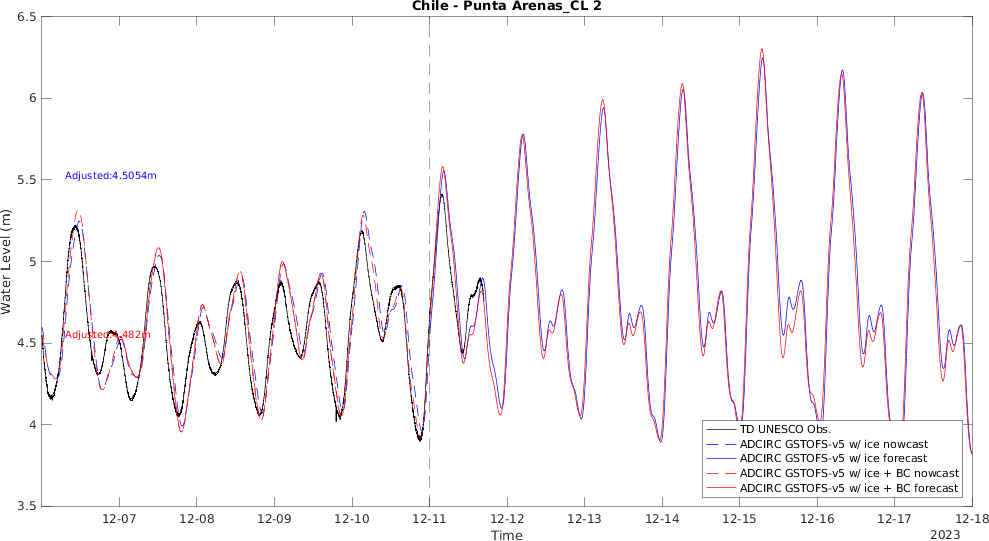 Chile - Punta Arenas_CL 2
6.5
6
5.5
5
4.5
4
3.5
Water Level (m)
Adjusted:4.5054m
TD UNESCO Obs.
ADCIRC GSTOFS-v5 w/ ice nowcast
ADCIRC GSTOFS-v5 w/ ice forecast
ADCIRC GSTOFS-v5 w/ ice + BC nowcast
ADCIRC GSTOFS-v5 w/ ice + BC forecast
12-07 12-08 12-09 12-10 12-11 12-12 12-13 12-14 12-15 12-16 12-17 12-18
Time
2023